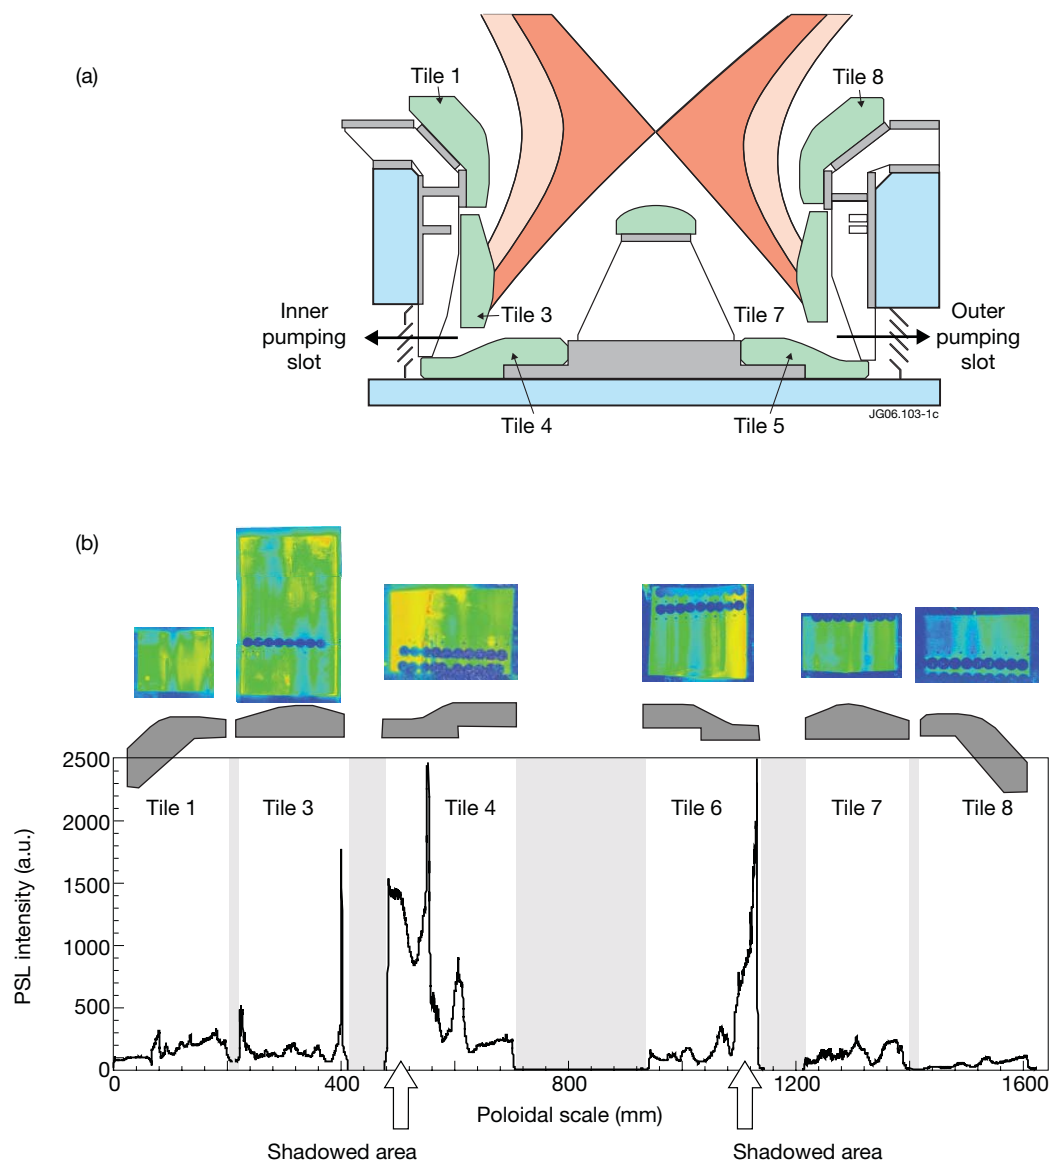 (a)
Tile 1
Tile 8
Inner
pumping
slot
Tile 3
Tile 7
Outer
pumping
slot
JG06.103-1c
Tile 4
Tile 5
(b)
2500
2000
1500
1000
500
0
PSL intensity (a.u.)
Tile 1
Tile 3
Tile 4
Tile 6
Tile 7
Tile 8
0
400
800
1200
1600
Poloidal scale (mm)
Shadowed area
Shadowed area